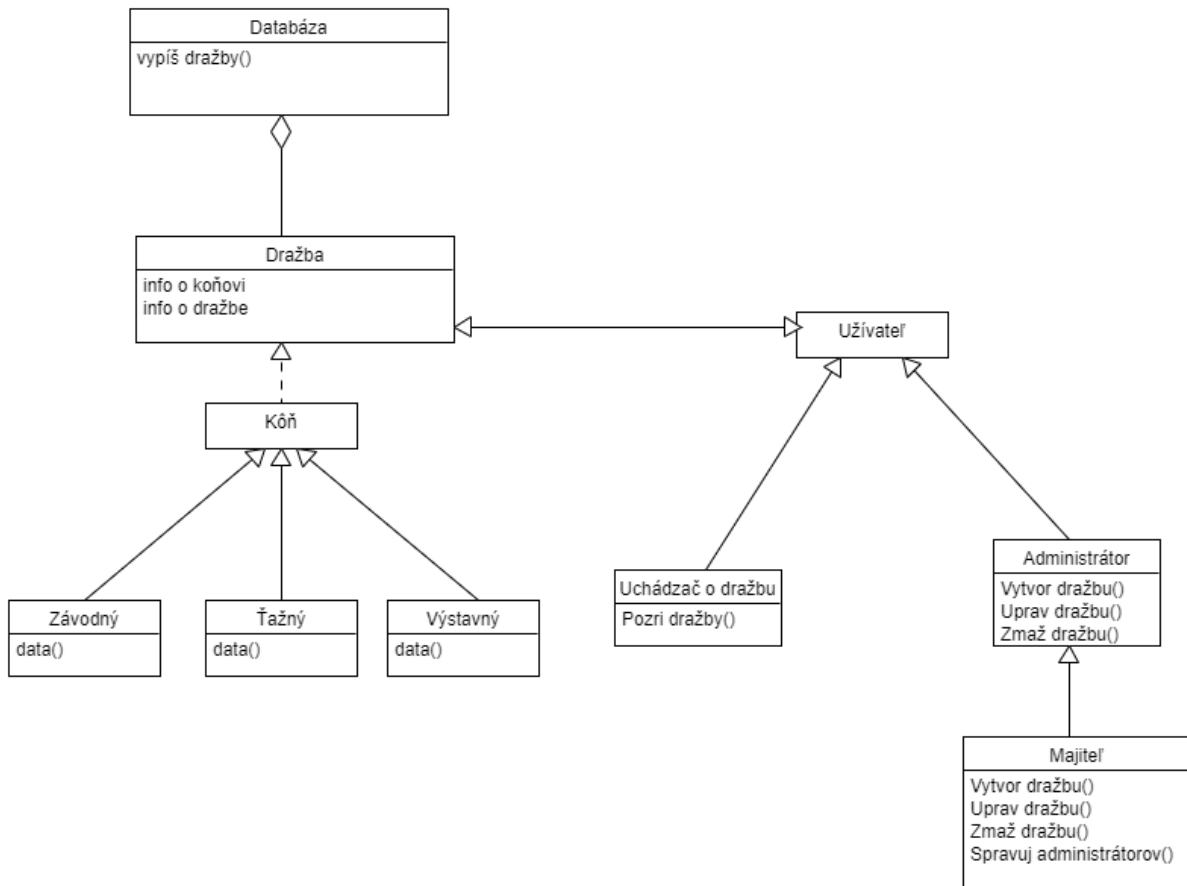 Databáza
vypíš dražby()
Dražba
info o koňovi
info o dražbe
Užívateľ
Kôň
Závodný
data()
Ťažný
data()
Výstavný
data()
Uchádzač o dražbu
Pozri dražby()
Administrátor
Vytvor dražbu()
Uprav dražbu()
Zmaž dražbu()
Majiteľ
Vytvor dražbu()
Uprav dražbu()
Zmaž dražbu()
Spravuj administrátorov()